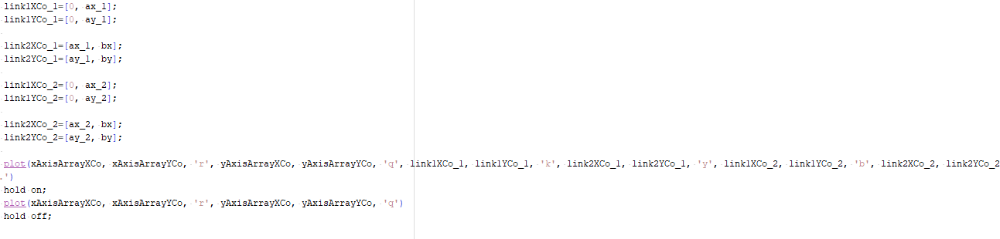 link1XCo_1=[0, ax_1];
link1YCo_1=[0, ay_1];
link2XCo_1=[ax_1, bx];
link2YCo_1=[ay_1, by];
link1XCo_2=[0, ax_2];
link1YCo_2=[0, ay_2];
link2XCo_2=[ax_2, bx];
link2YCo_2=[ay_2, by];
plot(xAxisArrayXCo, xAxisArrayYCo, 'r', yAxisArrayXCo, yAxisArrayYCo, 'q', link1XCo_1, link1YCo_1, 'k', link2XCo_1, link2YCo_1, 'y', link1XCo_2, link1YCo_2, 'b', link2XCo_2, link2YCo_2
.')
hold on;
plot(xAxisArrayXCo, xAxisArrayYCo, 'r', yAxisArrayXCo, yAxisArrayYCo, 'q')
hold off;